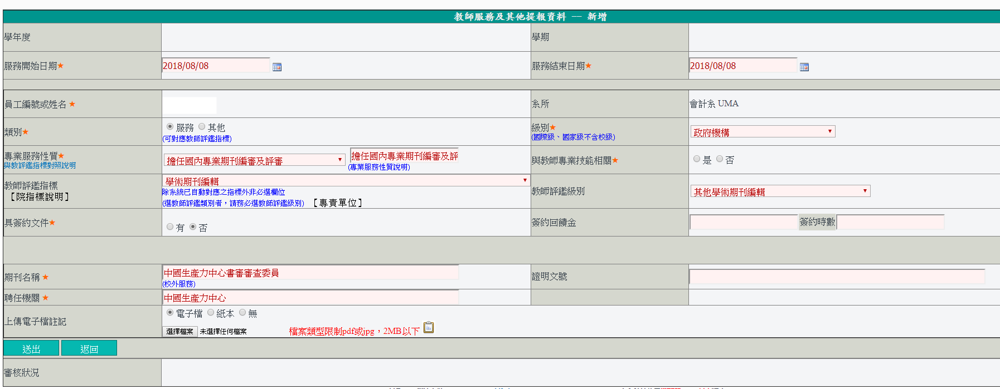 教師服務及其他提報資料 — 新增
學年度
學期
服務開始日期★ 2018/08/08
服務結束日期★ 2018/08/08
員工編號或姓名 ★
系所 會計系 UMA
類別★ 服務 其他
(可對應教師評鑑指標)
級別★ 政府機構
(國際級、國家級不含校級)
專業服務性質★ 擔任國內專業期刊編審及評審 擔任國內專業期刊編審及評
與教評鑑指標對照說明 (專業服務性質說明)
與教師專業技能相關★ 是 否
教師評鑑指標 學術期刊編輯
【院指標說明】
除系統已自動對應之指標外非必選欄位
(選教師評鑑類別者，請務必選教師評鑑級別) 【專責單位】
教師評鑑級別 其他學術期刊編輯
具簽約文件★ 有 否
簽約回饋金 簽約時數
期刊名稱 ★ 中國生產力中心書審審查委員
(校外服務)
證明文號
聘任機關 ★ 中國生產力中心
上傳電子檔註記 電子檔 紙本 無
選擇檔案 未選擇任何檔案 檔案類型限制pdf或jpg，2MB以下
送出 返回
審核狀況